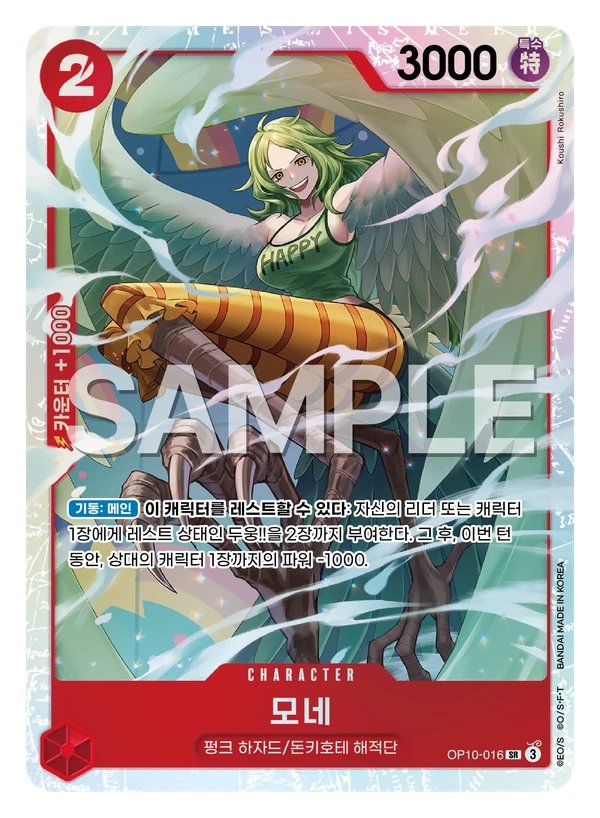 2
3000
특수
特
Koushi Rokushiro
HAPPY
카운터 +1000
SAMPLE
기동: 메인 이 캐릭터를 레스트할 수 있다: 자신의 리더 또는 캐릭터
1장에게 레스트 상태인 두웅!!을 2장까지 부여한다. 그 후, 이번 턴
동안, 상대의 캐릭터 1장까지의 파워 -1000.
CHARACTER
모네
펑크 하자드/돈키호테 해적단
OP10-016 SR 3
©EO/S ©O/S·F·T BANDAI MADE IN KOREA